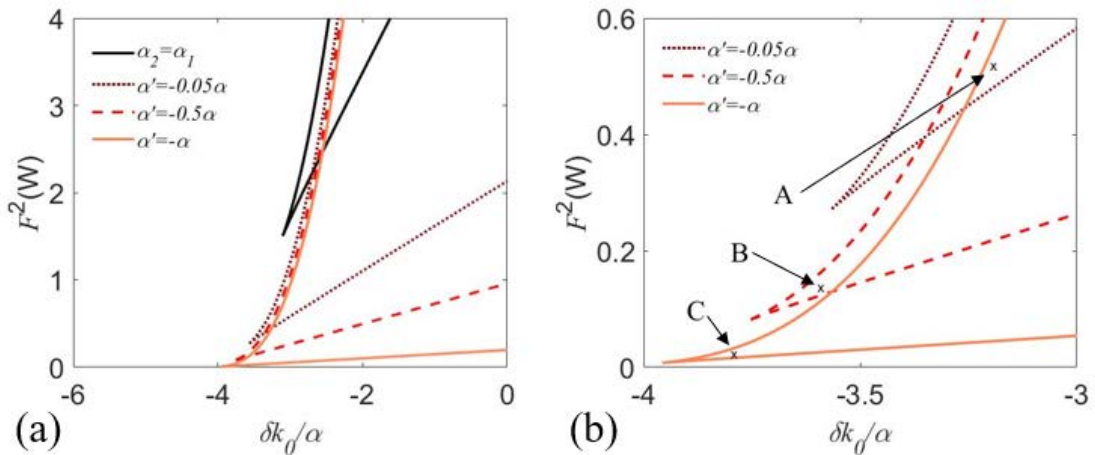 4
3
2
1
0
F²(W)
α₂=α₁
α'=-0.05α
α'=-0.5α
α'=-α
-6 -4 -2 0
δk₀/α
(a)
0.6
0.4
0.2
0
F²(W)
α'=-0.05α
α'=-0.5α
α'=-α
A
B
C
x
x
x
-4 -3.5 -3
δk₀/α
(b)